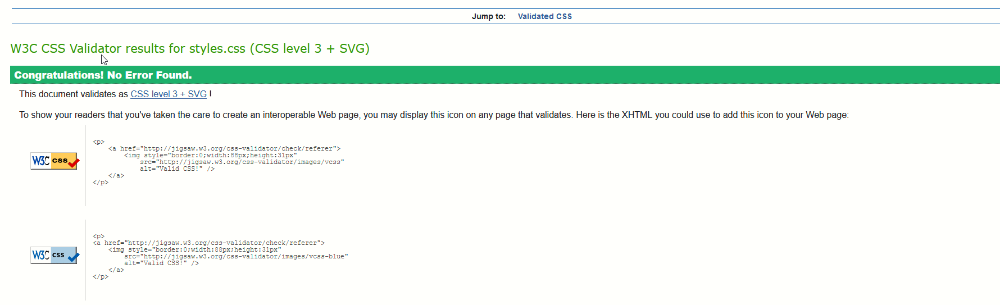 Jump to: Validated CSS
W3C CSS Validator results for styles.css (CSS level 3 + SVG)
Congratulations! No Error Found.
This document validates as CSS level 3 + SVG !
To show your readers that you've taken the care to create an interoperable Web page, you may display this icon on any page that validates. Here is the XHTML you could use to add this icon to your Web page:
W3C css
<p>
<a href="http://jigsaw.w3.org/css-validator/check/referer">
<img style="border:0;width:88px;height:31px"
src="http://jigsaw.w3.org/css-validator/images/vcss"
alt="Valid CSS!" />
</a>
</p>
W3C css
<p>
<a href="http://jigsaw.w3.org/css-validator/check/referer">
<img style="border:0;width:88px;height:31px"
src="http://jigsaw.w3.org/css-validator/images/vcss-blue"
alt="Valid CSS!" />
</a>
</p>